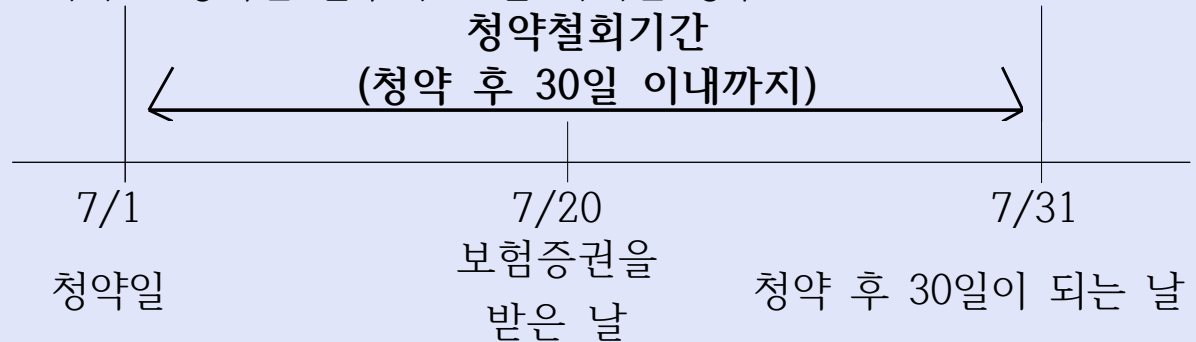 청약철회기간
(청약 후 30일 이내까지)
7/1
7/20
7/31
청약일
보험증권을
받은 날
청약 후 30일이 되는 날